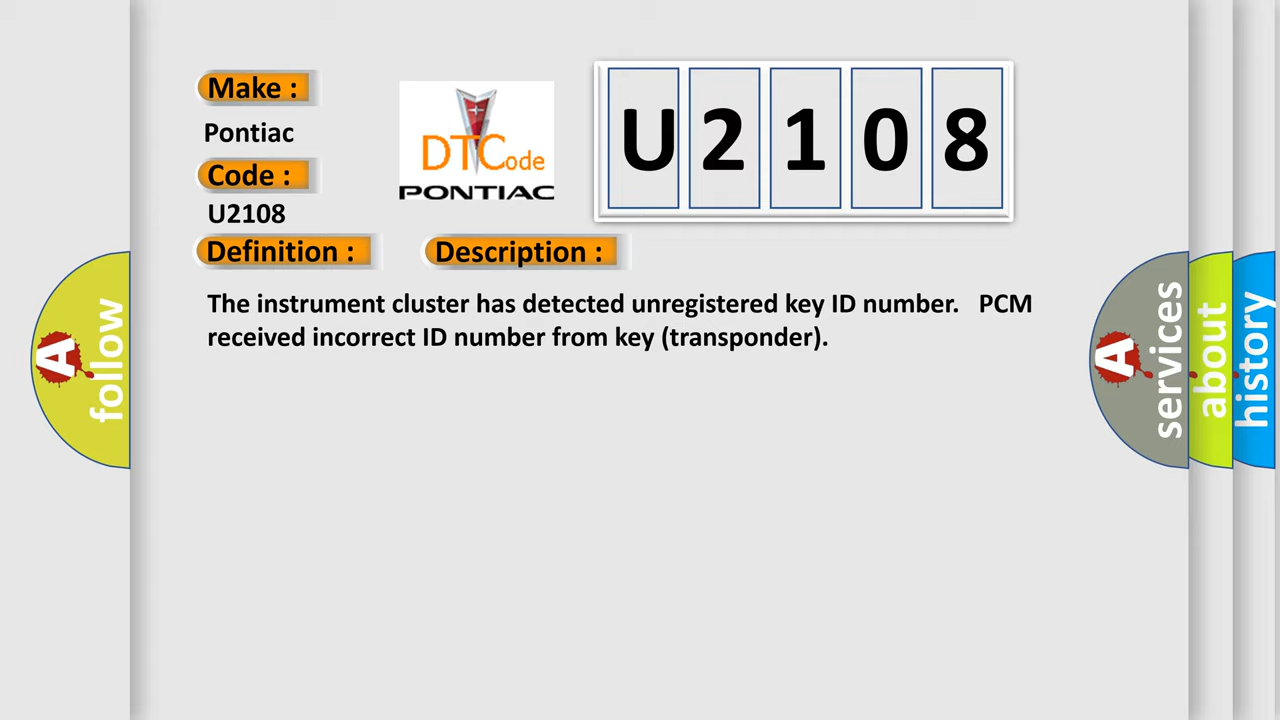 Make :
Pontiac
Code :
U2108
Definition :
Description :
The instrument cluster has detected unregistered key ID number. PCM
received incorrect ID number from key (transponder).
DTCode
PONTIAC
U2108
A
follow
A
services
about
history